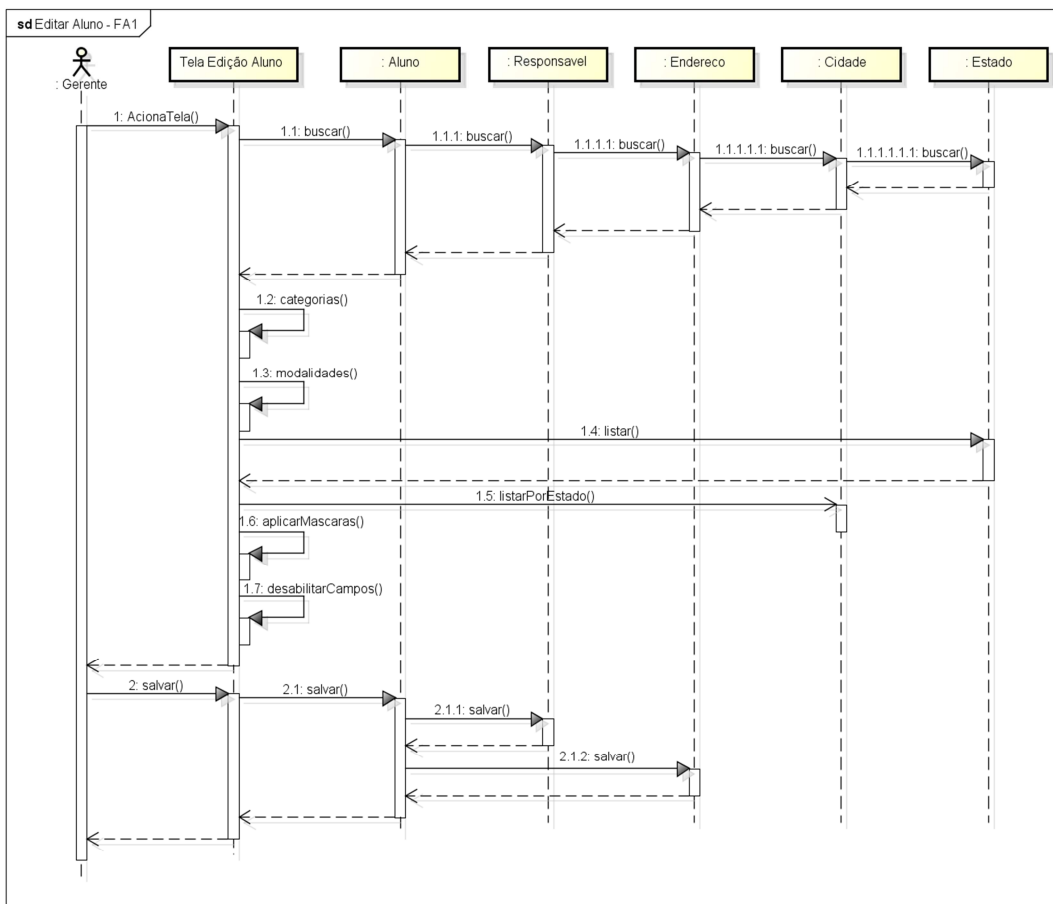 sd Editar Aluno - FA1
: Gerente
Tela Edição Aluno
: Aluno
: Responsavel
: Endereco
: Cidade
: Estado
1: AcionaTela()
1.1: buscar()
1.1.1: buscar()
1.1.1.1: buscar()
1.1.1.1.1: buscar()
1.1.1.1.1.1: buscar()
1.2: categorias()
1.3: modalidades()
1.4: listar()
1.5: listarPorEstado()
1.6: aplicarMascaras()
1.7: desabilitarCampos()
2: salvar()
2.1: salvar()
2.1.1: salvar()
2.1.2: salvar()